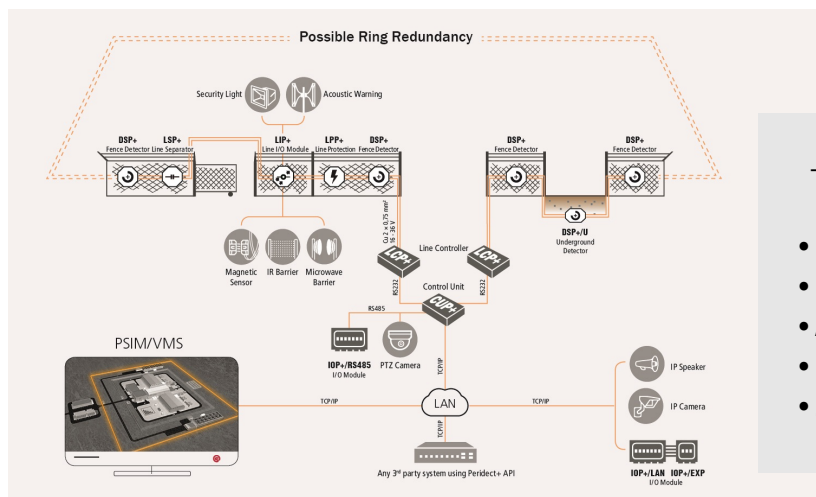 Possible Ring Redundancy
Security Light
Acoustic Warning
DSP+
Fence Detector
LSP+
Line Separator
LIP+
Line I/O Module
LPP+
Line Protection
DSP+
Fence Detector
DSP+
Fence Detector
DSP+
Fence Detector
DSP+/U
Underground
Detector
Cu 2 x 0,75 mm²
16 - 36 V
Magnetic
Sensor
IR Barrier
Microwave
Barrier
LCP+
Line Controller
LCP+
RS232
RS232
Control Unit
CUP+
RS485
IOP+/RS485
I/O Module
PTZ Camera
TCP/IP
PSIM/VMS
TCP/IP
LAN
TCP/IP
TCP/IP
IP Speaker
IP Camera
IOP+/LAN IOP+/EXP
I/O Module
Any 3rd party system using Peridect+ API